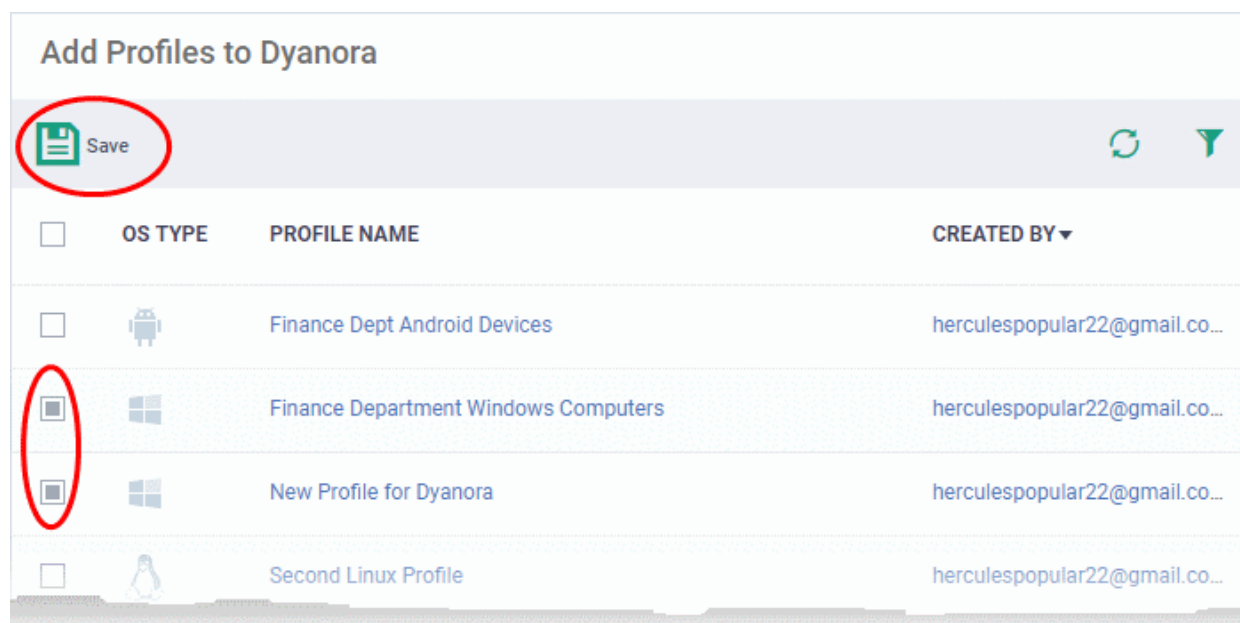 Add Profiles to Dyanora
Save
OS TYPE PROFILE NAME CREATED BY
Finance Dept Android Devices herculespopular22@gmail.co...
Finance Department Windows Computers herculespopular22@gmail.co...
New Profile for Dyanora herculespopular22@gmail.co...
Second Linux Profile herculespopular22@gmail.co...